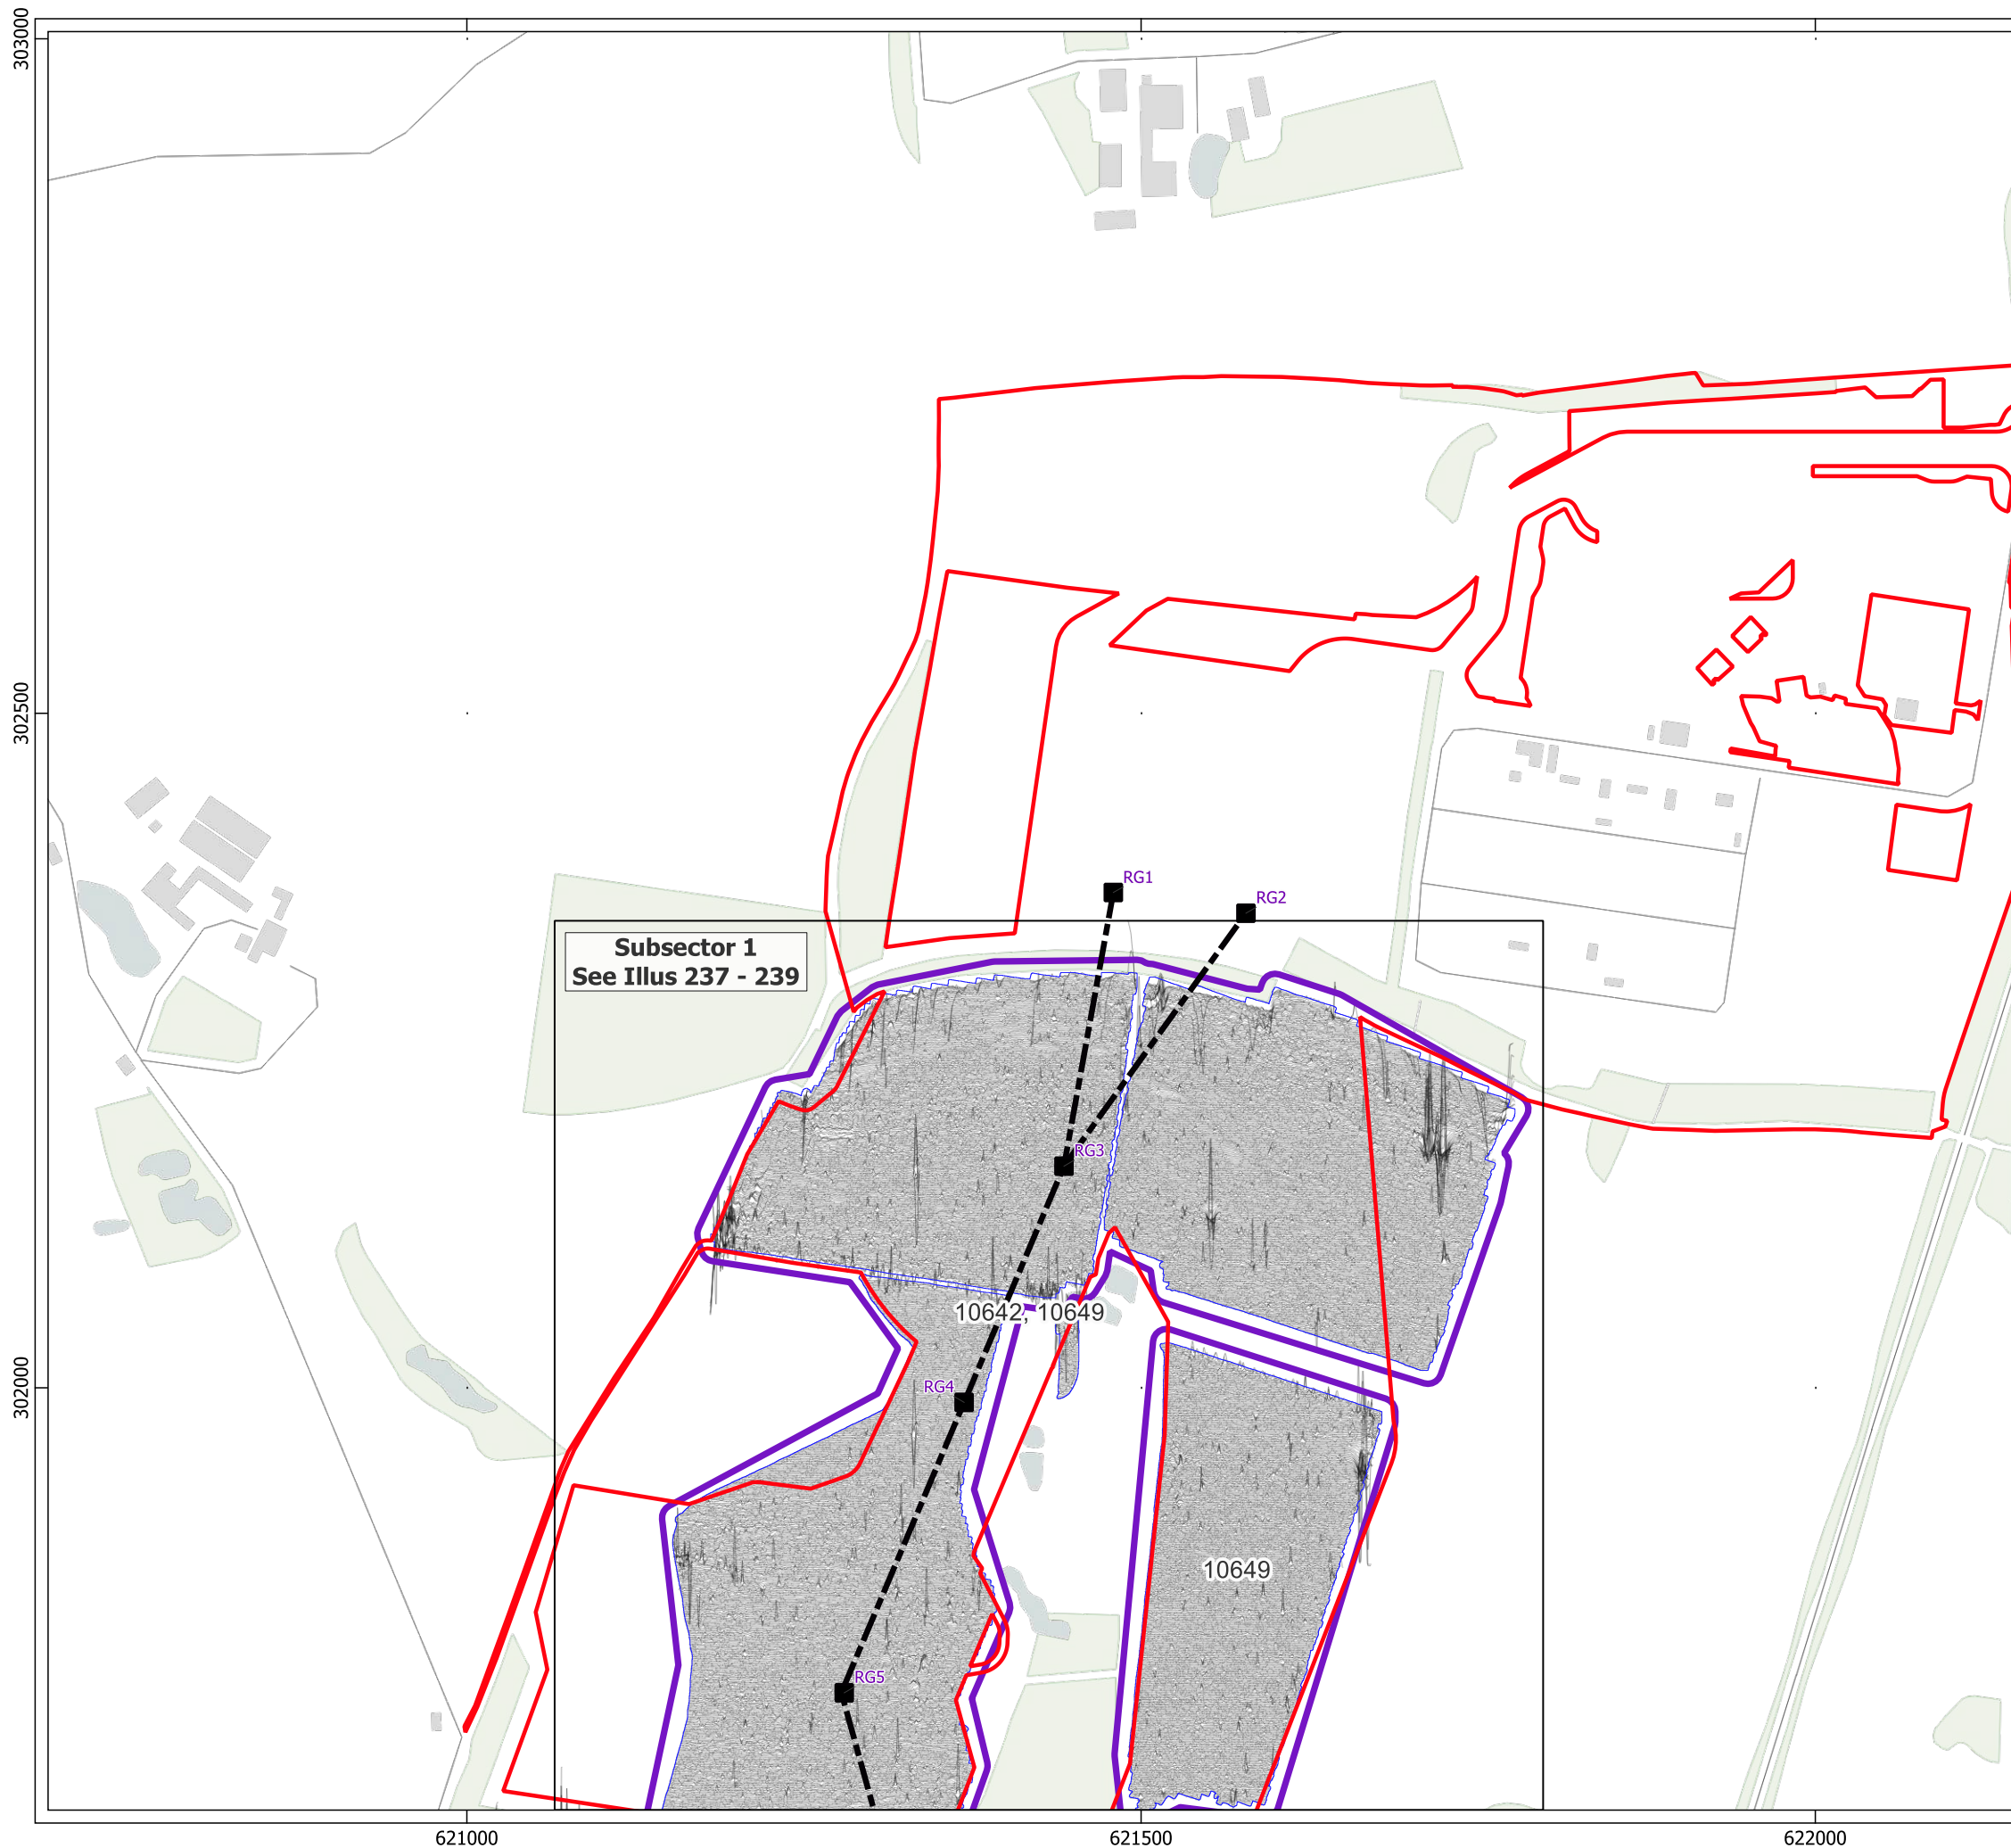 303000
302500
RG1
RG2
Subsector 1
See Illus 237 - 239
RG3
10642, 10649
302000
RG4
10649
RG5
621000
621500
622000